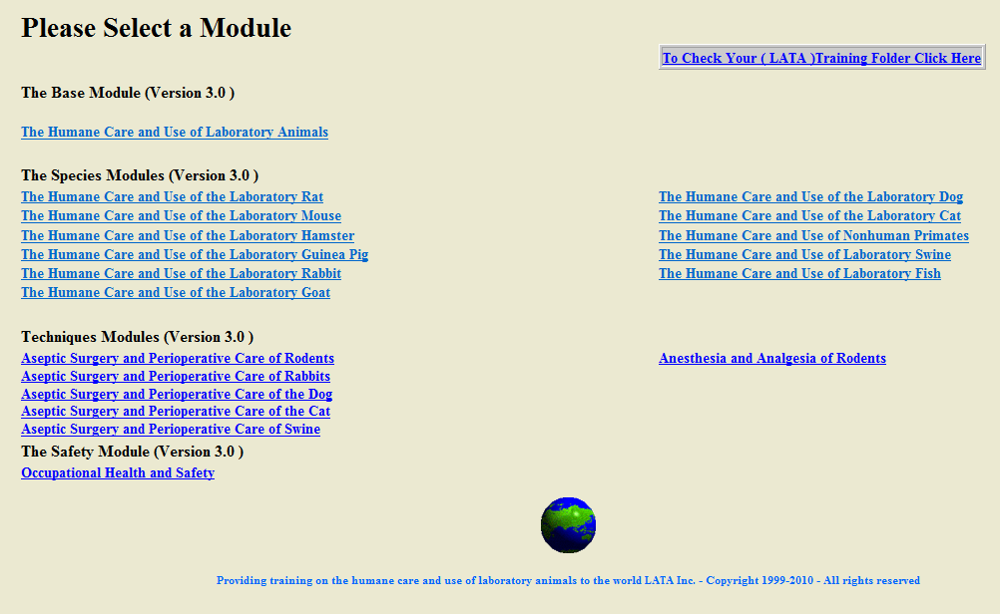 Please Select a Module
To Check Your ( LATA )Training Folder Click Here
The Base Module (Version 3.0 )
The Humane Care and Use of Laboratory Animals
The Species Modules (Version 3.0 )
The Humane Care and Use of the Laboratory Rat
The Humane Care and Use of the Laboratory Mouse
The Humane Care and Use of the Laboratory Hamster
The Humane Care and Use of the Laboratory Guinea Pig
The Humane Care and Use of the Laboratory Rabbit
The Humane Care and Use of the Laboratory Goat
The Humane Care and Use of the Laboratory Dog
The Humane Care and Use of the Laboratory Cat
The Humane Care and Use of Nonhuman Primates
The Humane Care and Use of Laboratory Swine
The Humane Care and Use of Laboratory Fish
Techniques Modules (Version 3.0 )
Aseptic Surgery and Perioperative Care of Rodents
Aseptic Surgery and Perioperative Care of Rabbits
Aseptic Surgery and Perioperative Care of the Dog
Aseptic Surgery and Perioperative Care of the Cat
Aseptic Surgery and Perioperative Care of Swine
Anesthesia and Analgesia of Rodents
The Safety Module (Version 3.0 )
Occupational Health and Safety
Providing training on the humane care and use of laboratory animals to the world LATA Inc. - Copyright 1999-2010 - All rights reserved